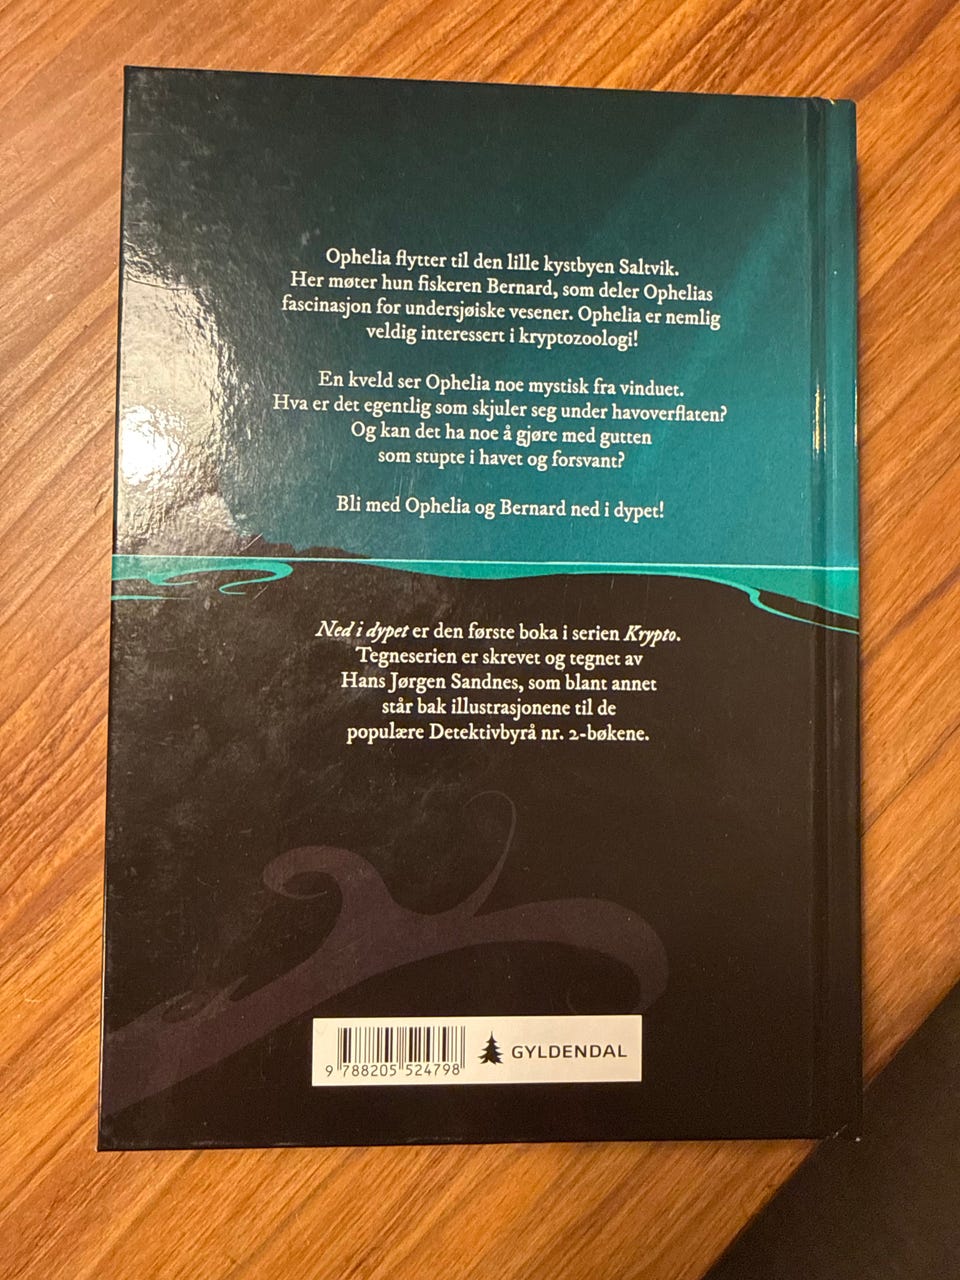 Ophelia flytter til den lille kystbyen Saltvik.
Her møter hun fiskeren Bernard, som deler Ophelias
fascinasjon for undersjøiske vesener. Ophelia er nemlig
veldig interessert i kryptozoologi!
En kveld ser Ophelia noe mystisk fra vinduet.
Hva er det egentlig som skjuler seg under havoverflaten?
Og kan det ha noe å gjøre med gutten
som stupte i havet og forsvant?
Bli med Ophelia og Bernard ned i dypet!
Ned i dypet er den første boka i serien Krypto.
Tegneserien er skrevet og tegnet av
Hans Jørgen Sandnes, som blant annet
står bak illustrasjonene til de
populære Detektivbyrå nr. 2-bøkene.
GYLDENDAL
9 788205 524798